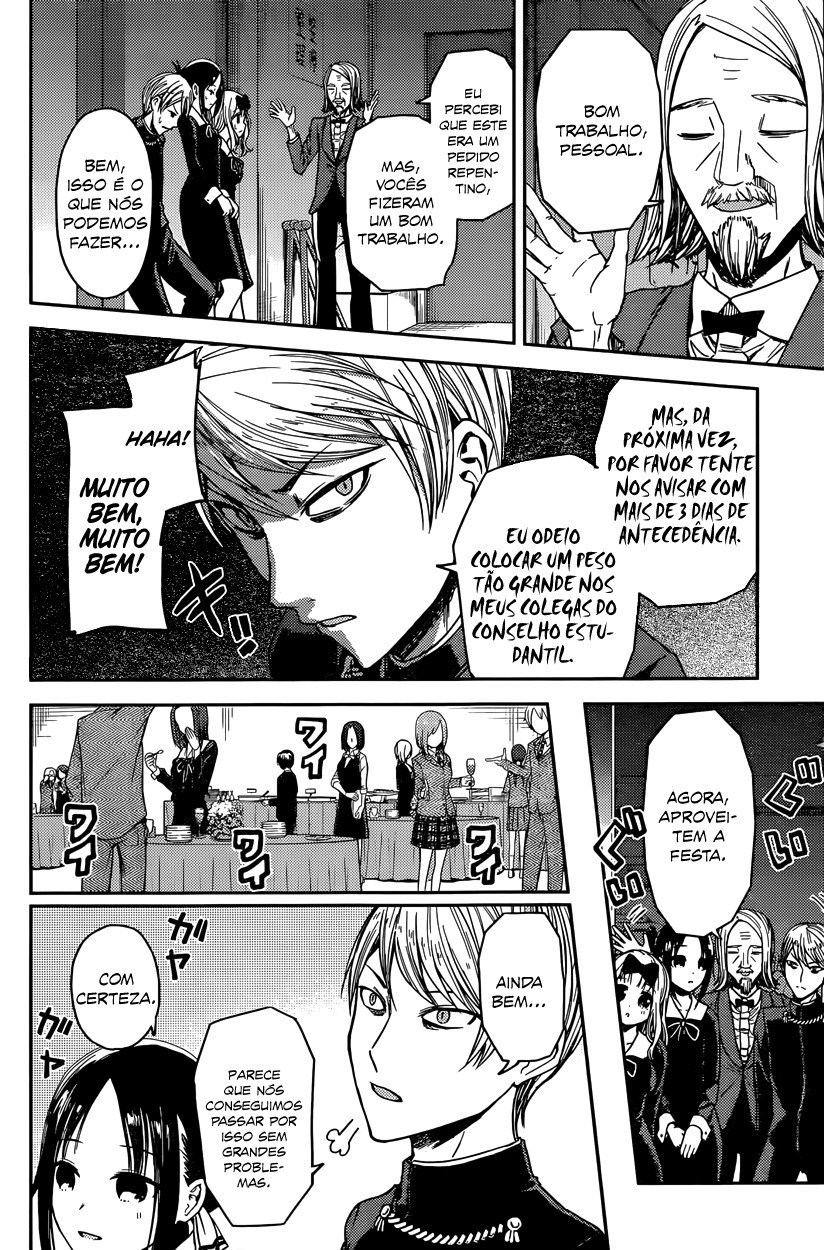 BOM
TRABALHO,
PESSOAL.
EU
PERCEBI
QUE ESTE
ERA UM
PEDIDO
REPEN-
TINO,
MAS,
VOCÊS
FIZERAM
UM BOM
TRABALHO.
BEM,
ISSO É O
QUE NÓS
PODEMOS
FAZER...
MAS, DA
PRÓXIMA VEZ,
POR FAVOR TENTE
NOS AVISAR COM
MAIS DE 3 DIAS DE
ANTECEDÊNCIA.
EU ODEIO
COLOCAR UM PESO
TÃO GRANDE NOS
MEUS COLEGAS DO
CONSELHO ESTU-
DANTIL.
HAHA!
MUITO
BEM,
MUITO
BEM!
AGORA,
APROVEI-
TEM A
FESTA.
ワイ
ワイ
ワイ
AINDA
BEM...
PARECE
QUE NÓS
CONSEGUIMOS
PASSAR POR
ISSO SEM
GRANDES
PROBLE-
MAS.
COM
CERTEZA.
ガヤ
ガヤ